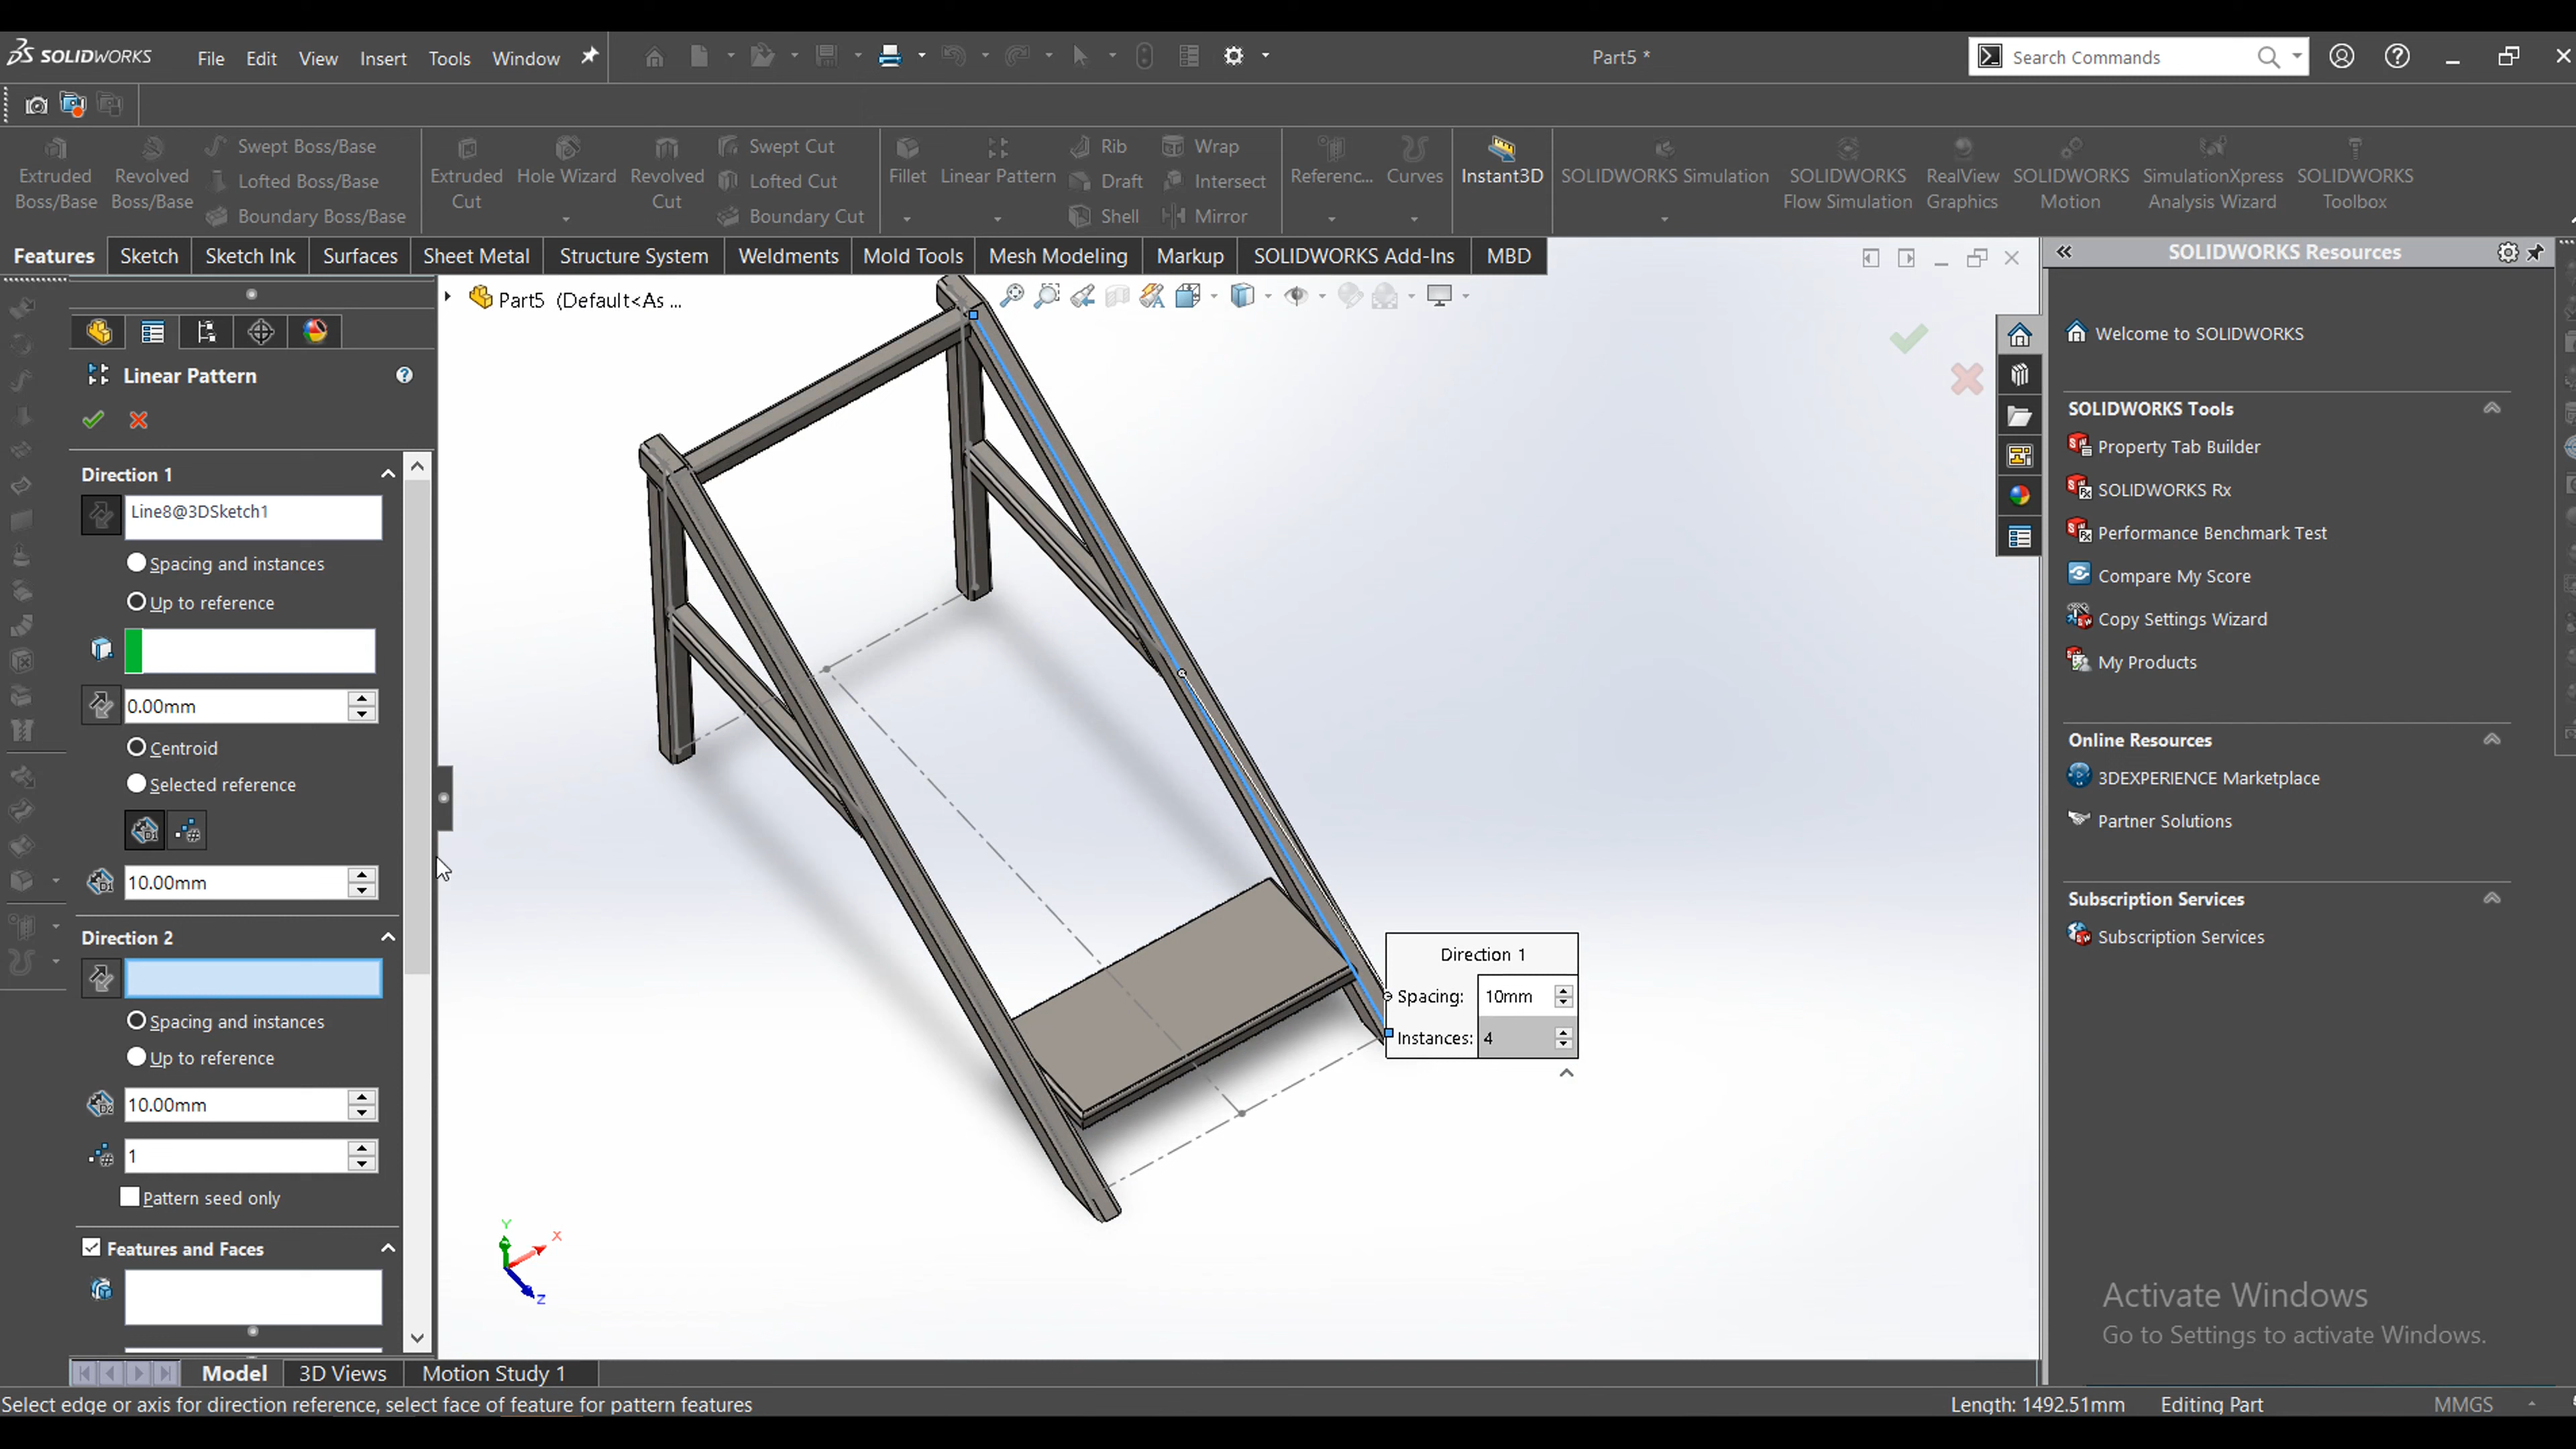 SOLIDWORKS File Edit View Insert Tools Window Part5 * Search Commands
Extruded Boss/Base Revolved Boss/Base Swept Boss/Base Lofted Boss/Base Boundary Boss/Base
Extruded Cut Hole Wizard Revolved Cut Swept Cut Lofted Cut Boundary Cut
Fillet Linear Pattern Rib Draft Shell Wrap Intersect Mirror
Referenc... Curves Instant3D
SOLIDWORKS Simulation SOLIDWORKS Flow Simulation RealView Graphics SOLIDWORKS Motion SimulationXpress Analysis Wizard SOLIDWORKS Toolbox
Features Sketch Sketch Ink Surfaces Sheet Metal Structure System Weldments Mold Tools Mesh Modeling Markup SOLIDWORKS Add-Ins MBD
Part5 (Default<As ...
Linear Pattern
Direction 1
Line8@3DSketch1
Spacing and instances
Up to reference
0.00mm
Centroid
Selected reference
10.00mm
Direction 2
Spacing and instances
Up to reference
10.00mm
1
Pattern seed only
Features and Faces
Direction 1
Spacing: 10mm
Instances: 4
Y
X
Z
SOLIDWORKS Resources
Welcome to SOLIDWORKS
SOLIDWORKS Tools
Property Tab Builder
SOLIDWORKS Rx
Performance Benchmark Test
Compare My Score
Copy Settings Wizard
My Products
Online Resources
3DEXPERIENCE Marketplace
Partner Solutions
Subscription Services
Subscription Services
Activate Windows
Go to Settings to activate Windows.
Model 3D Views Motion Study 1
Select edge or axis for direction reference, select face of feature for pattern features Length: 1492.51mm Editing Part MMGS